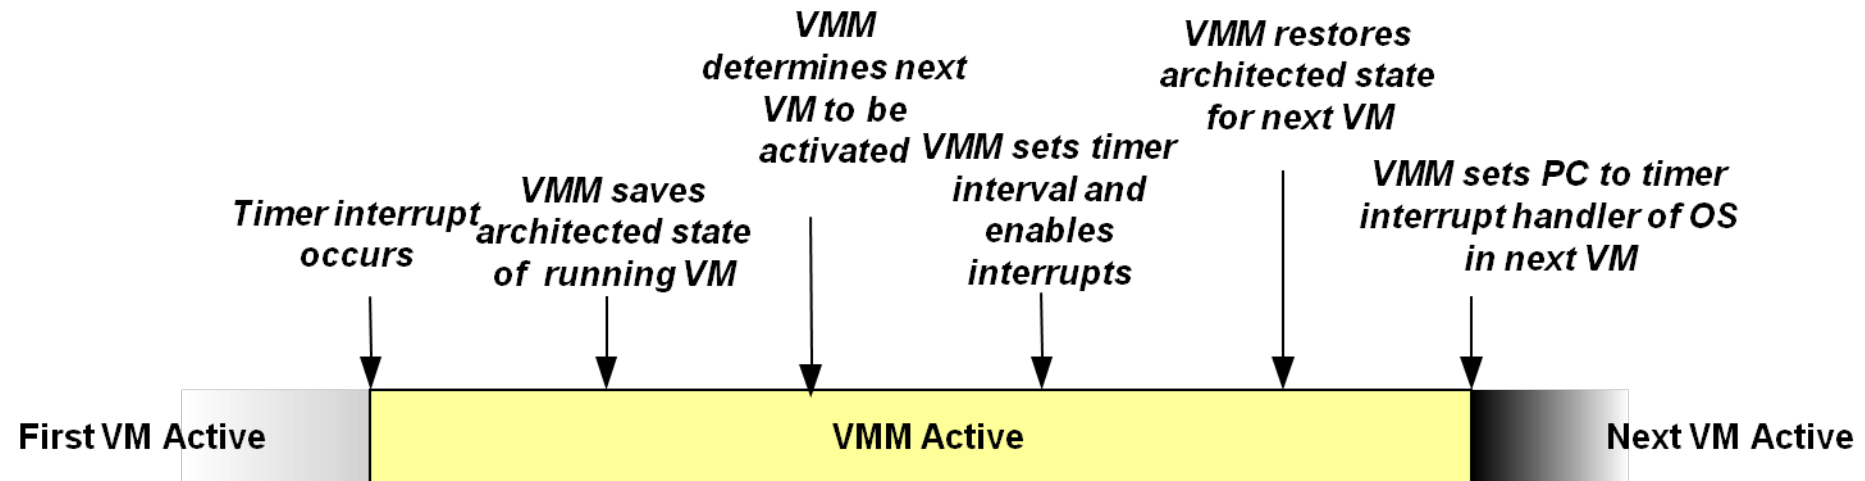 Timer interrupt
occurs
VMM saves
architected state
of running VM
VMM
determines next
VM to be
activated
VMM sets timer
interval and
enables
interrupts
VMM restores
architected state
for next VM
VMM sets PC to timer
interrupt handler of OS
in next VM
First VM Active
VMM Active
Next VM Active